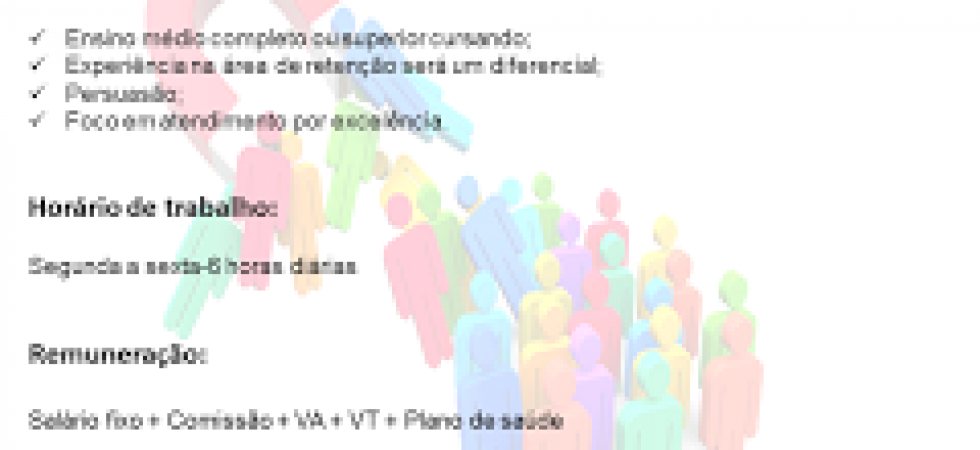 ✓ Ensino médio completo ou superior cursando;
✓ Experiência na área de retenção será um diferencial;
✓ Persuasão;
✓ Foco em atendimento por excelência.
Horário de trabalho:
Segunda a sexta-6 horas diárias
Remuneração:
Salário fixo + Comissão + VA + VT + Plano de saúde